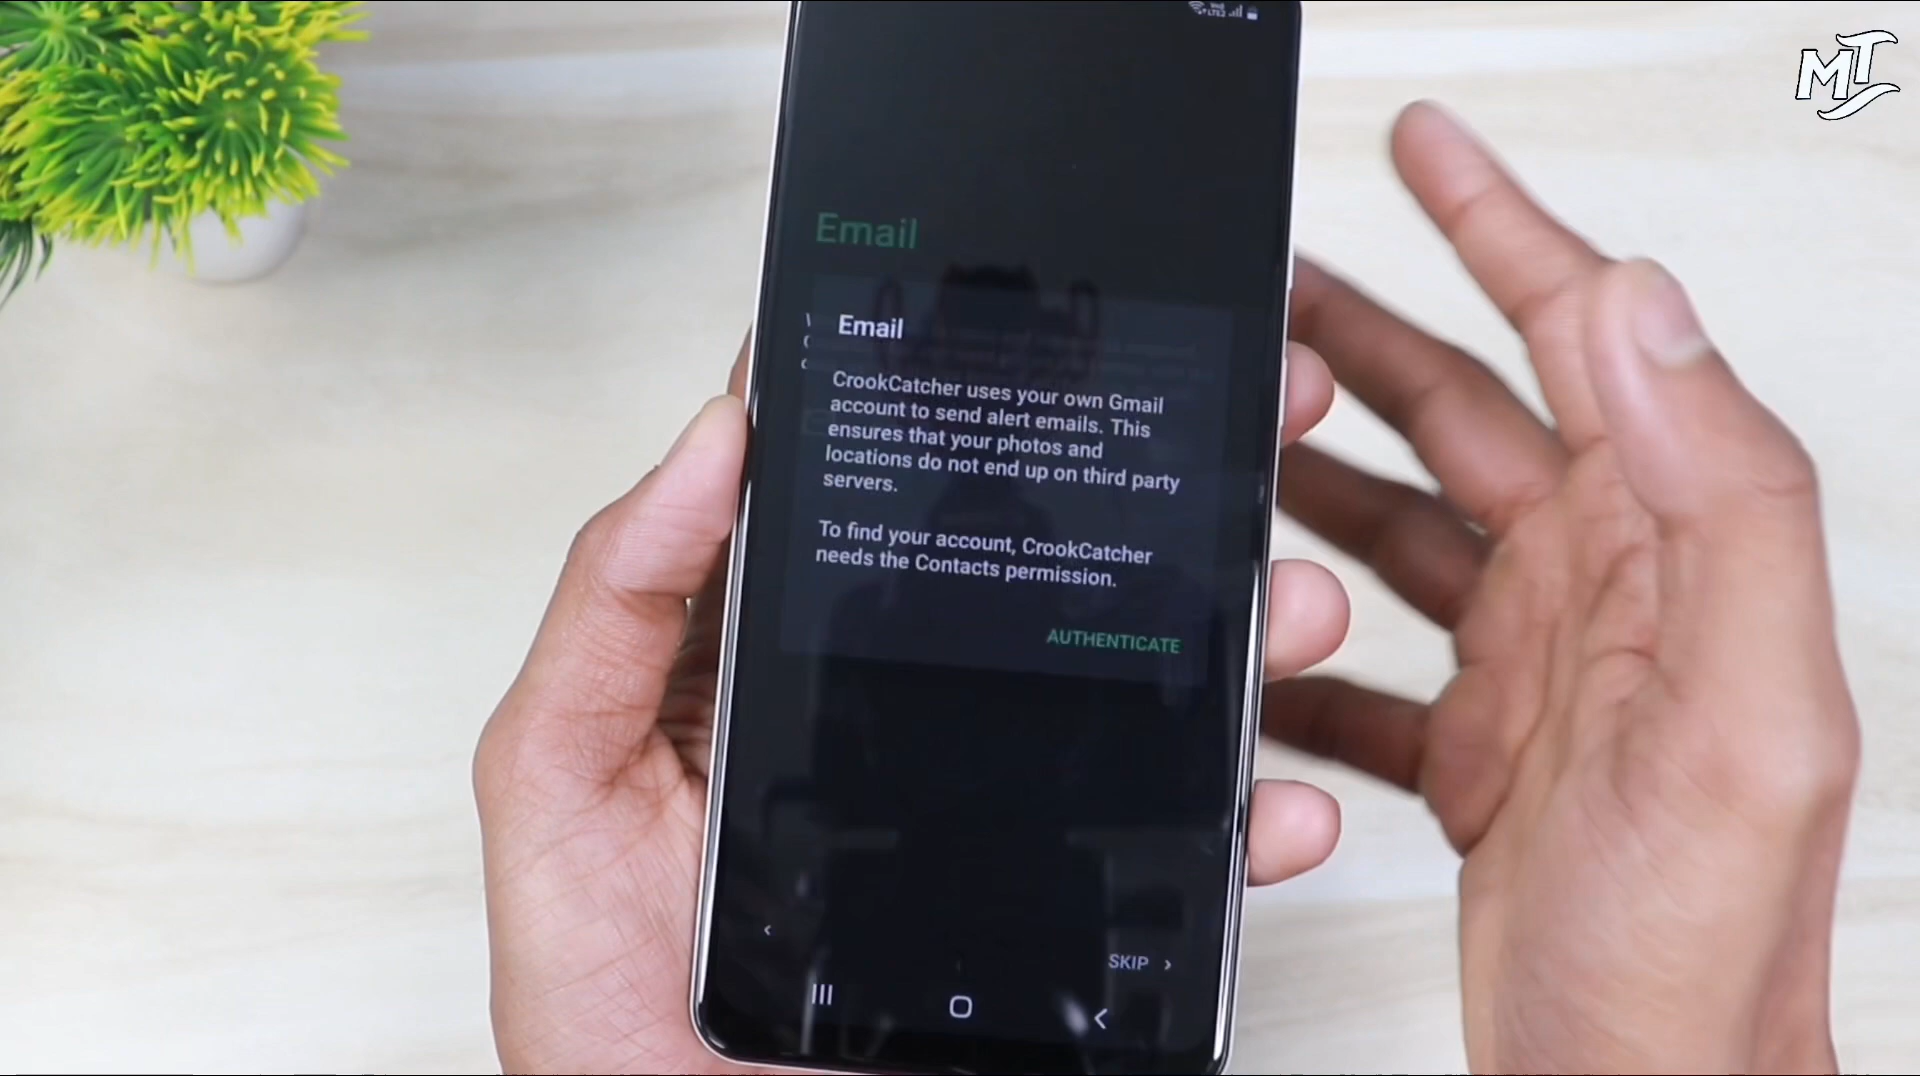 MT
Email
Email
CrookCatcher uses your own Gmail
account to send alert emails. This
ensures that your photos and
locations do not end up on third party
servers.
To find your account, CrookCatcher
needs the Contacts permission.
AUTHENTICATE
SKIP